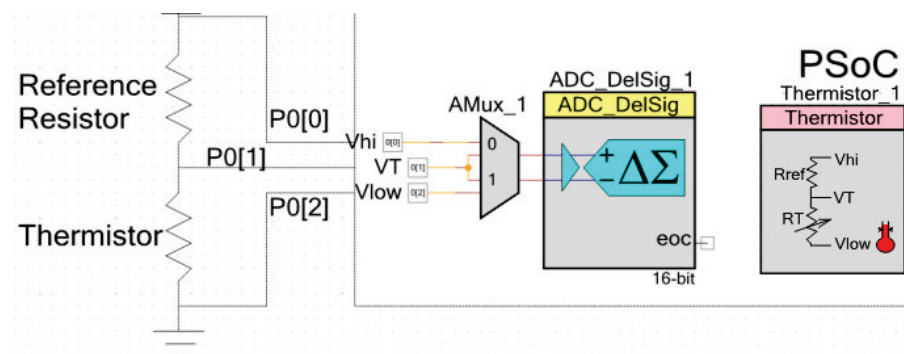 Reference
Resistor
P0[0]
P0[1]
P0[2]
Thermistor
Vhi
0[0]
VT
0[1]
Vlow
0[2]
AMux_1
0
1
ADC_DelSig_1
ADC_DelSig
+
−
ΔΣ
eoc
16-bit
PSoC
Thermistor_1
Thermistor
Vhi
Rref
VT
RT
Vlow